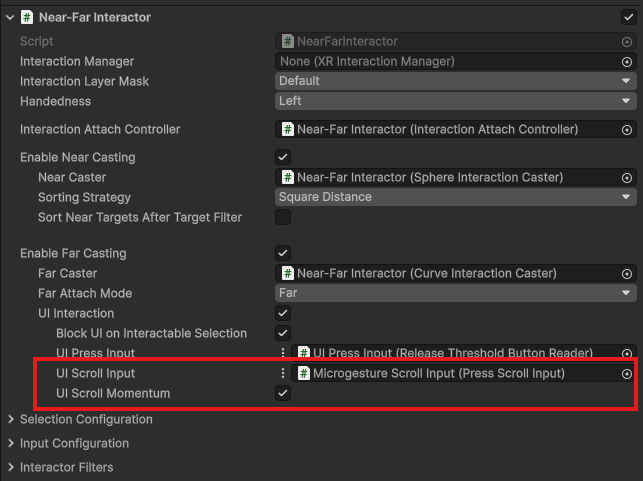 Near-Far Interactor
Script NearFarInteractor
Interaction Manager None (XR Interaction Manager)
Interaction Layer Mask Default
Handedness Left
Interaction Attach Controller Near-Far Interactor (Interaction Attach Controller)
Enable Near Casting
Near Caster Near-Far Interactor (Sphere Interaction Caster)
Sorting Strategy Square Distance
Sort Near Targets After Target Filter
Enable Far Casting
Far Caster Near-Far Interactor (Curve Interaction Caster)
Far Attach Mode Far
UI Interaction
Block UI on Interactable Selection
UI Press Input UI Press Input (Release Threshold Button Reader)
UI Scroll Input Microgesture Scroll Input (Press Scroll Input)
UI Scroll Momentum
Selection Configuration
Input Configuration
Interactor Filters